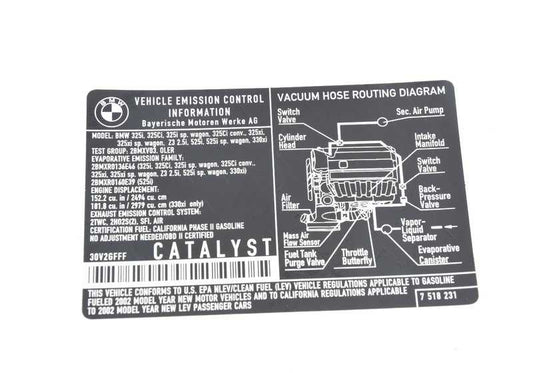 BMW
VEHICLE EMISSION CONTROL
INFORMATION
Bayerische Motoren Werke AG
MODEL: BMW 325i, 325Ci, 325i sp. wagon, 325Ci conv., 325xi,
325xi sp. wagon, Z3 2.5i, 525i, 525i sp. wagon, 330xi
TEST GROUP: 2BMXV03.0LER
EVAPORATIVE EMISSION FAMILY:
2BMXR0136E46 (325i, 325Ci, 325i sp. wagon, 325Ci conv.,
325xi, 325xi sp. wagon, Z3 2.5i, 525i sp. wagon, 330xi)
2BMXR0140E39 (525i)
ENGINE DISPLACEMENT:
152.2 cu. in / 2494 cm
181.8 cu. in / 2979 cm (330xi only)
EXHAUST EMISSION CONTROL SYSTEM:
2TWC, 2HO2S(2), SFI, AIR
CERTIFICATION FUEL: CALIFORNIA PHASE II GASOLINE
NO ADJUSTMENT NEEDED/OBD II CERTIFIED
30V2GFFF
CATALYST
VACUUM HOSE ROUTING DIAGRAM
Switch
Valve
Sec. Air Pump
Cylinder
Head
Intake
Manifold
Switch
Valve
Air
Filter
Back-
Pressure
Valve
Mass Air
Flow Sensor
Vapor-
Liquid
Separator
Fuel Tank
Purge Valve
Throttle
Butterfly
Evaporative
Canister
THIS VEHICLE CONFORMS TO U.S. EPA NLEV/CLEAN FUEL (LEV) VEHICLE REGULATIONS APPLICABLE TO GASOLINE
FUELED 2002 MODEL YEAR NEW MOTOR VEHICLES AND TO CALIFORNIA REGULATIONS APPLICABLE
TO 2002 MODEL YEAR NEW LEV PASSENGER CARS
7 518 231